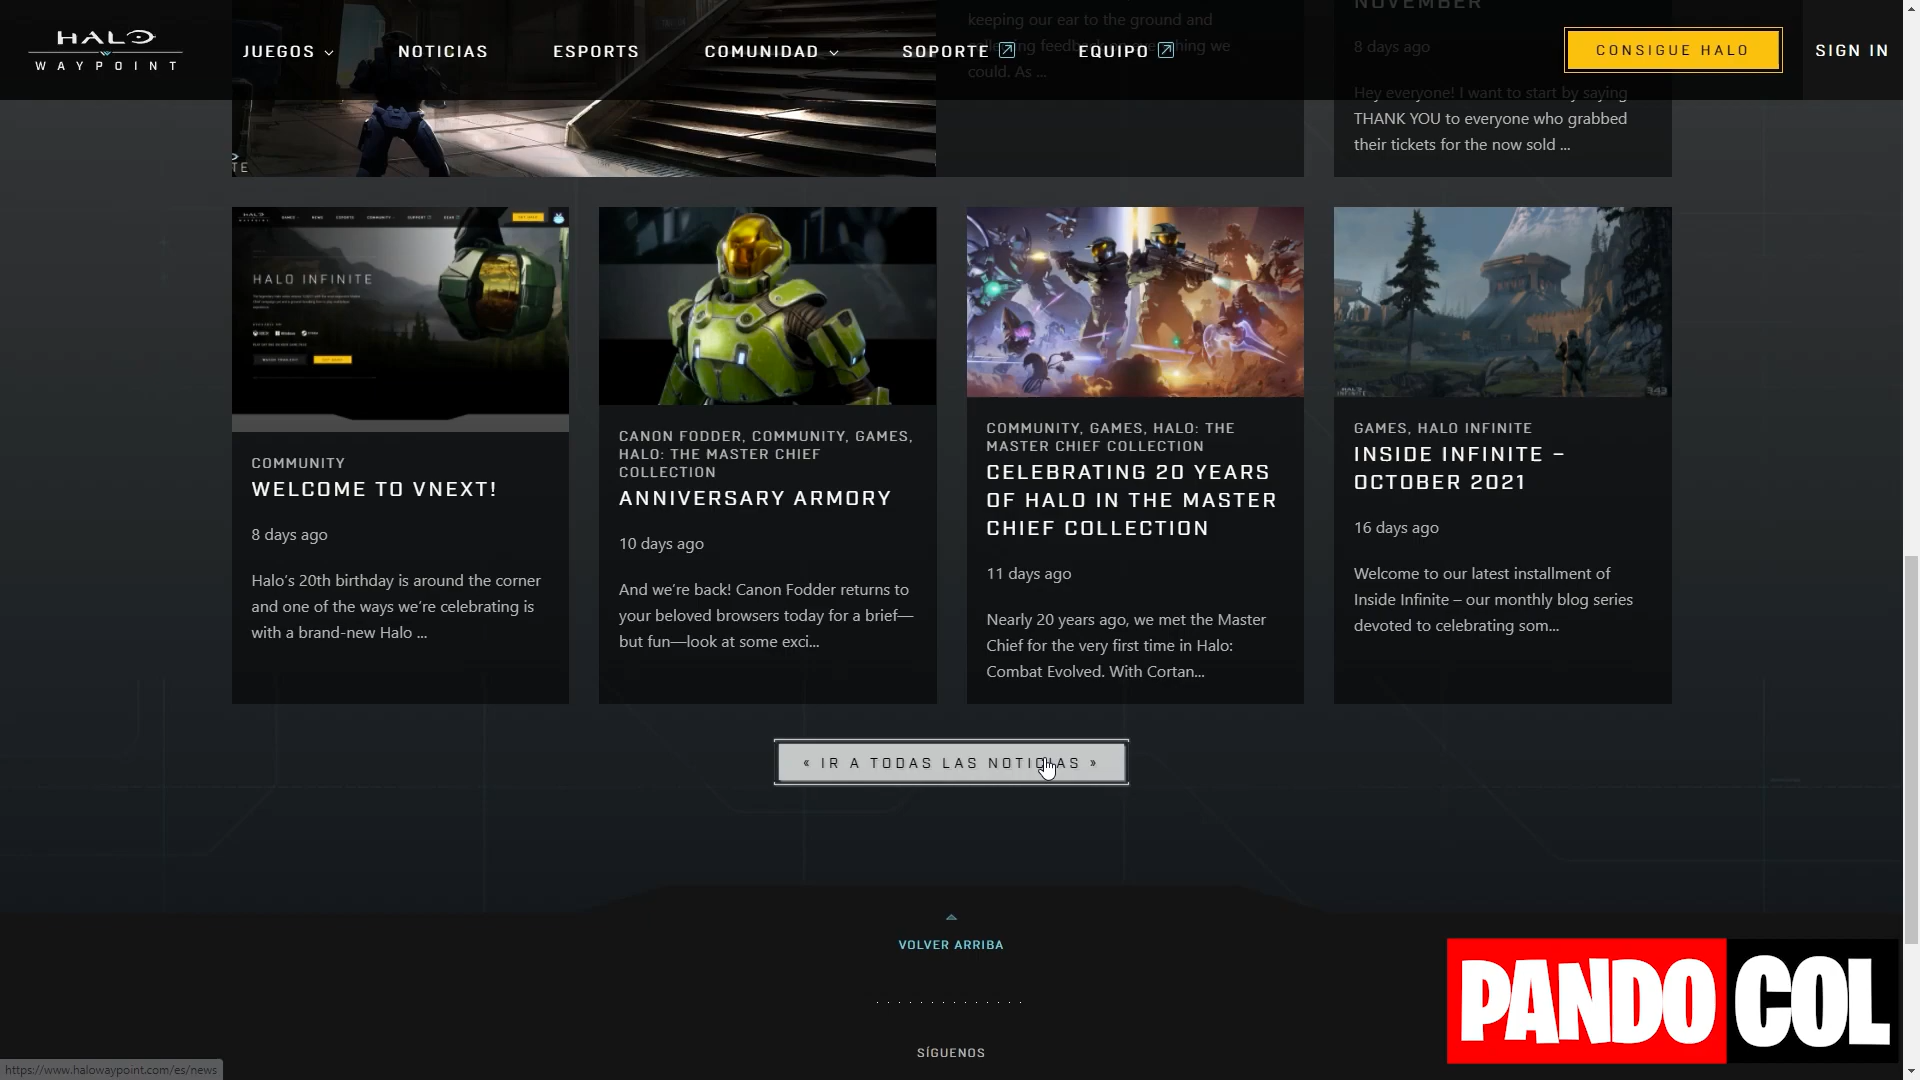 HALO
WAYPOINT
JUEGOS
NOTICIAS
ESPORTS
COMUNIDAD
SOPORTE
EQUIPO
CONSIGUE HALO
SIGN IN
keeping our ear to the ground and
could. As ...
NOVEMBER
8 days ago
Hey everyone! I want to start by saying
THANK YOU to everyone who grabbed
their tickets for the now sold ...
HALO INFINITE
COMMUNITY
WELCOME TO VNEXT!
8 days ago
Halo's 20th birthday is around the corner
and one of the ways we're celebrating is
with a brand-new Halo ...
CANON FODDER, COMMUNITY, GAMES,
HALO: THE MASTER CHIEF
COLLECTION
ANNIVERSARY ARMORY
10 days ago
And we're back! Canon Fodder returns to
your beloved browsers today for a brief—
but fun—look at some exci...
COMMUNITY, GAMES, HALO: THE
MASTER CHIEF COLLECTION
CELEBRATING 20 YEARS
OF HALO IN THE MASTER
CHIEF COLLECTION
11 days ago
Nearly 20 years ago, we met the Master
Chief for the very first time in Halo:
Combat Evolved. With Cortan...
343
GAMES, HALO INFINITE
INSIDE INFINITE –
OCTOBER 2021
16 days ago
Welcome to our latest installment of
Inside Infinite – our monthly blog series
devoted to celebrating som...
« IR A TODAS LAS NOTICIAS »
VOLVER ARRIBA
SÍGUENOS
PANDO COL
https://www.halowaypoint.com/es/news